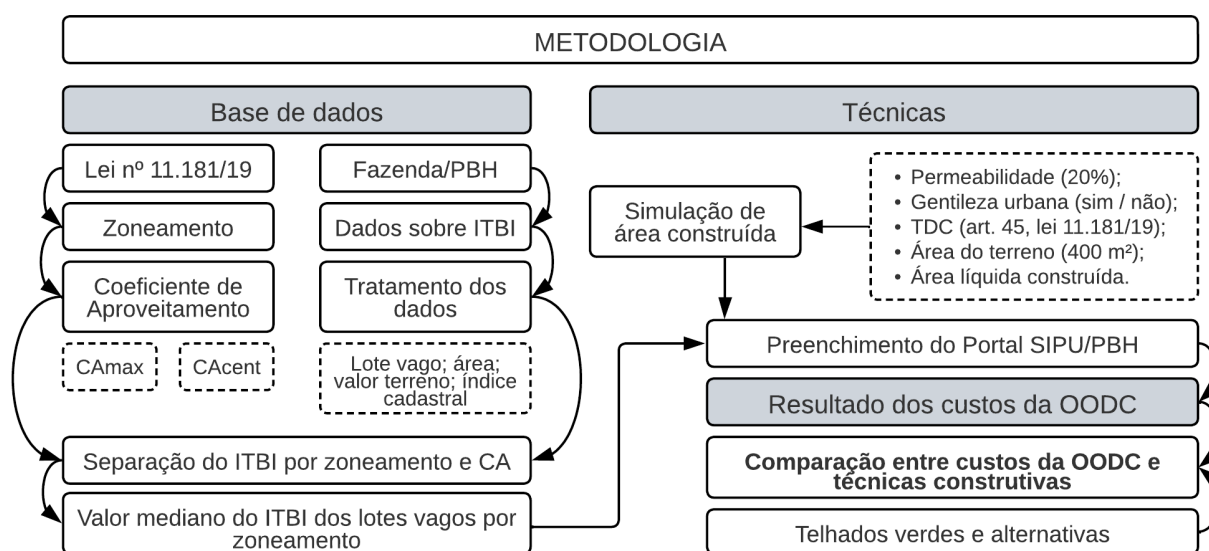 METODOLOGIA
Base de dados
Lei nº 11.181/19
Zoneamento
Coeficiente de
Aproveitamento
CAmax
CAcent
Fazenda/PBH
Dados sobre ITBI
Tratamento dos
dados
Lote vago; área;
valor terreno; índice
cadastral
Separação do ITBI por zoneamento e CA
Valor mediano do ITBI dos lotes vagos por
zoneamento
Técnicas
• Permeabilidade (20%);
• Gentileza urbana (sim / não);
• TDC (art. 45, lei 11.181/19);
• Área do terreno (400 m²);
• Área líquida construída.
Simulação de
área construída
Preenchimento do Portal SIPU/PBH
Resultado dos custos da OODC
Comparação entre custos da OODC e
técnicas construtivas
Telhados verdes e alternativas